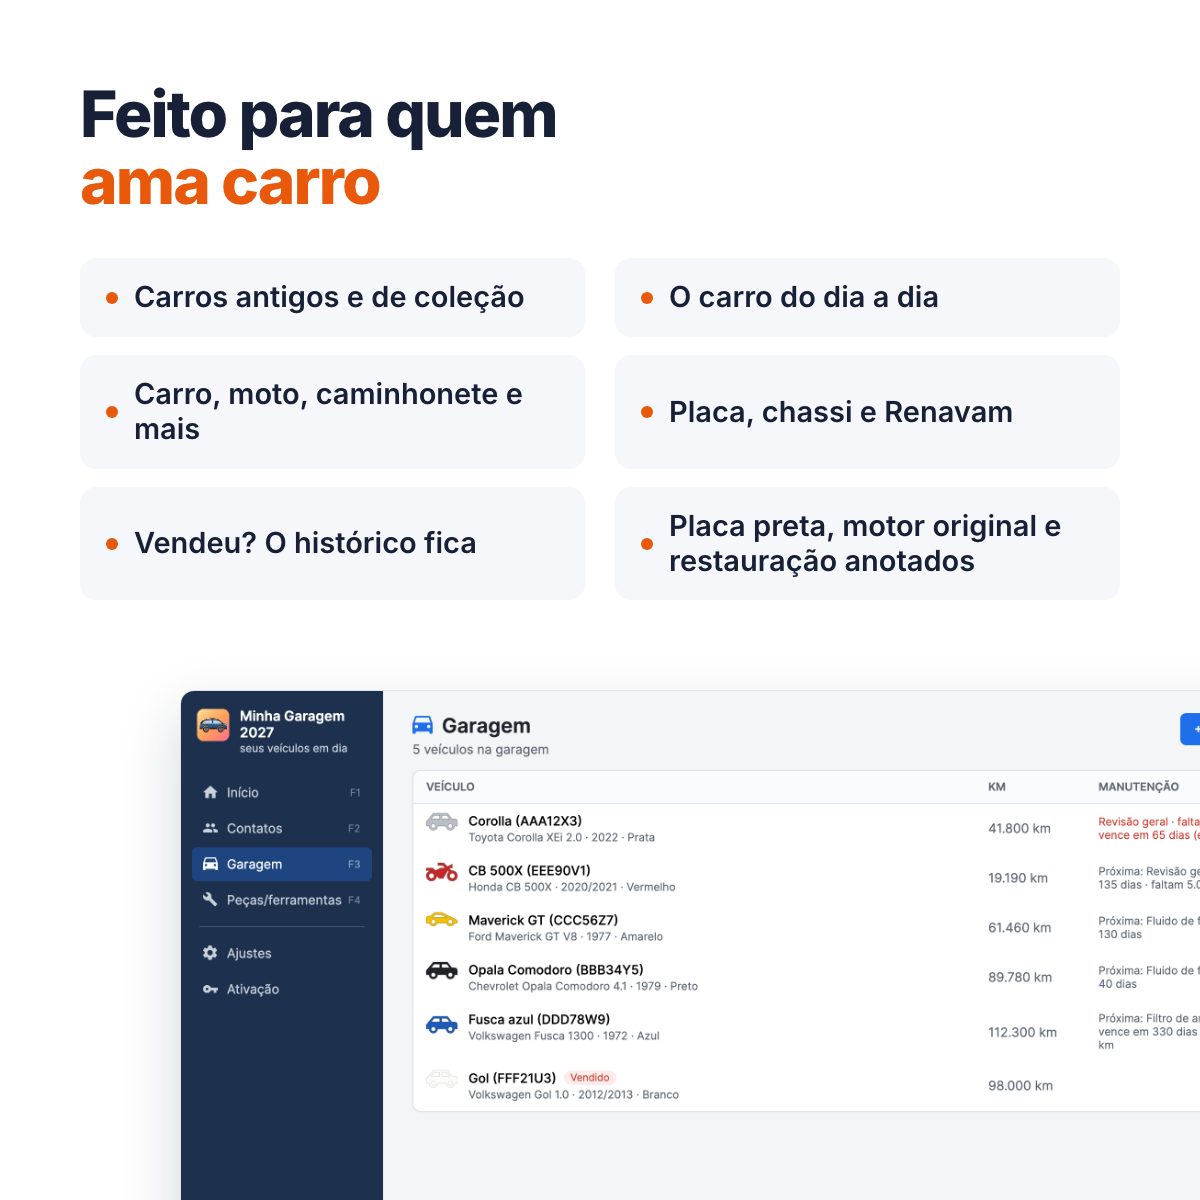 Feito para quem
ama carro
Carros antigos e de coleção
O carro do dia a dia
Carro, moto, caminhonete e
mais
Placa, chassi e Renavam
Vendeu? O histórico fica
Placa preta, motor original e
restauração anotados
Minha Garagem
2027
seus veículos em dia
Início F1
Contatos F2
Garagem F3
Peças/ferramentas F4
Ajustes
Ativação
Garagem
5 veículos na garagem
+
VEÍCULO KM MANUTENÇÃO
Corolla (AAA12X3)
Toyota Corolla XEi 2.0 · 2022 · Prata
41.800 km
Revisão geral · falta
vence em 65 dias (e
CB 500X (EEE90V1)
Honda CB 500X · 2020/2021 · Vermelho
19.190 km
Próxima: Revisão ge
135 dias · faltam 5.0
Maverick GT (CCC56Z7)
Ford Maverick GT V8 · 1977 · Amarelo
61.460 km
Próxima: Fluido de f
130 dias
Opala Comodoro (BBB34Y5)
Chevrolet Opala Comodoro 4.1 · 1979 · Preto
89.780 km
Próxima: Fluido de f
40 dias
Fusca azul (DDD78W9)
Volkswagen Fusca 1300 · 1972 · Azul
112.300 km
Próxima: Filtro de a
vence em 330 dias
km
Gol (FFF21U3) Vendido
Volkswagen Gol 1.0 · 2012/2013 · Branco
98.000 km